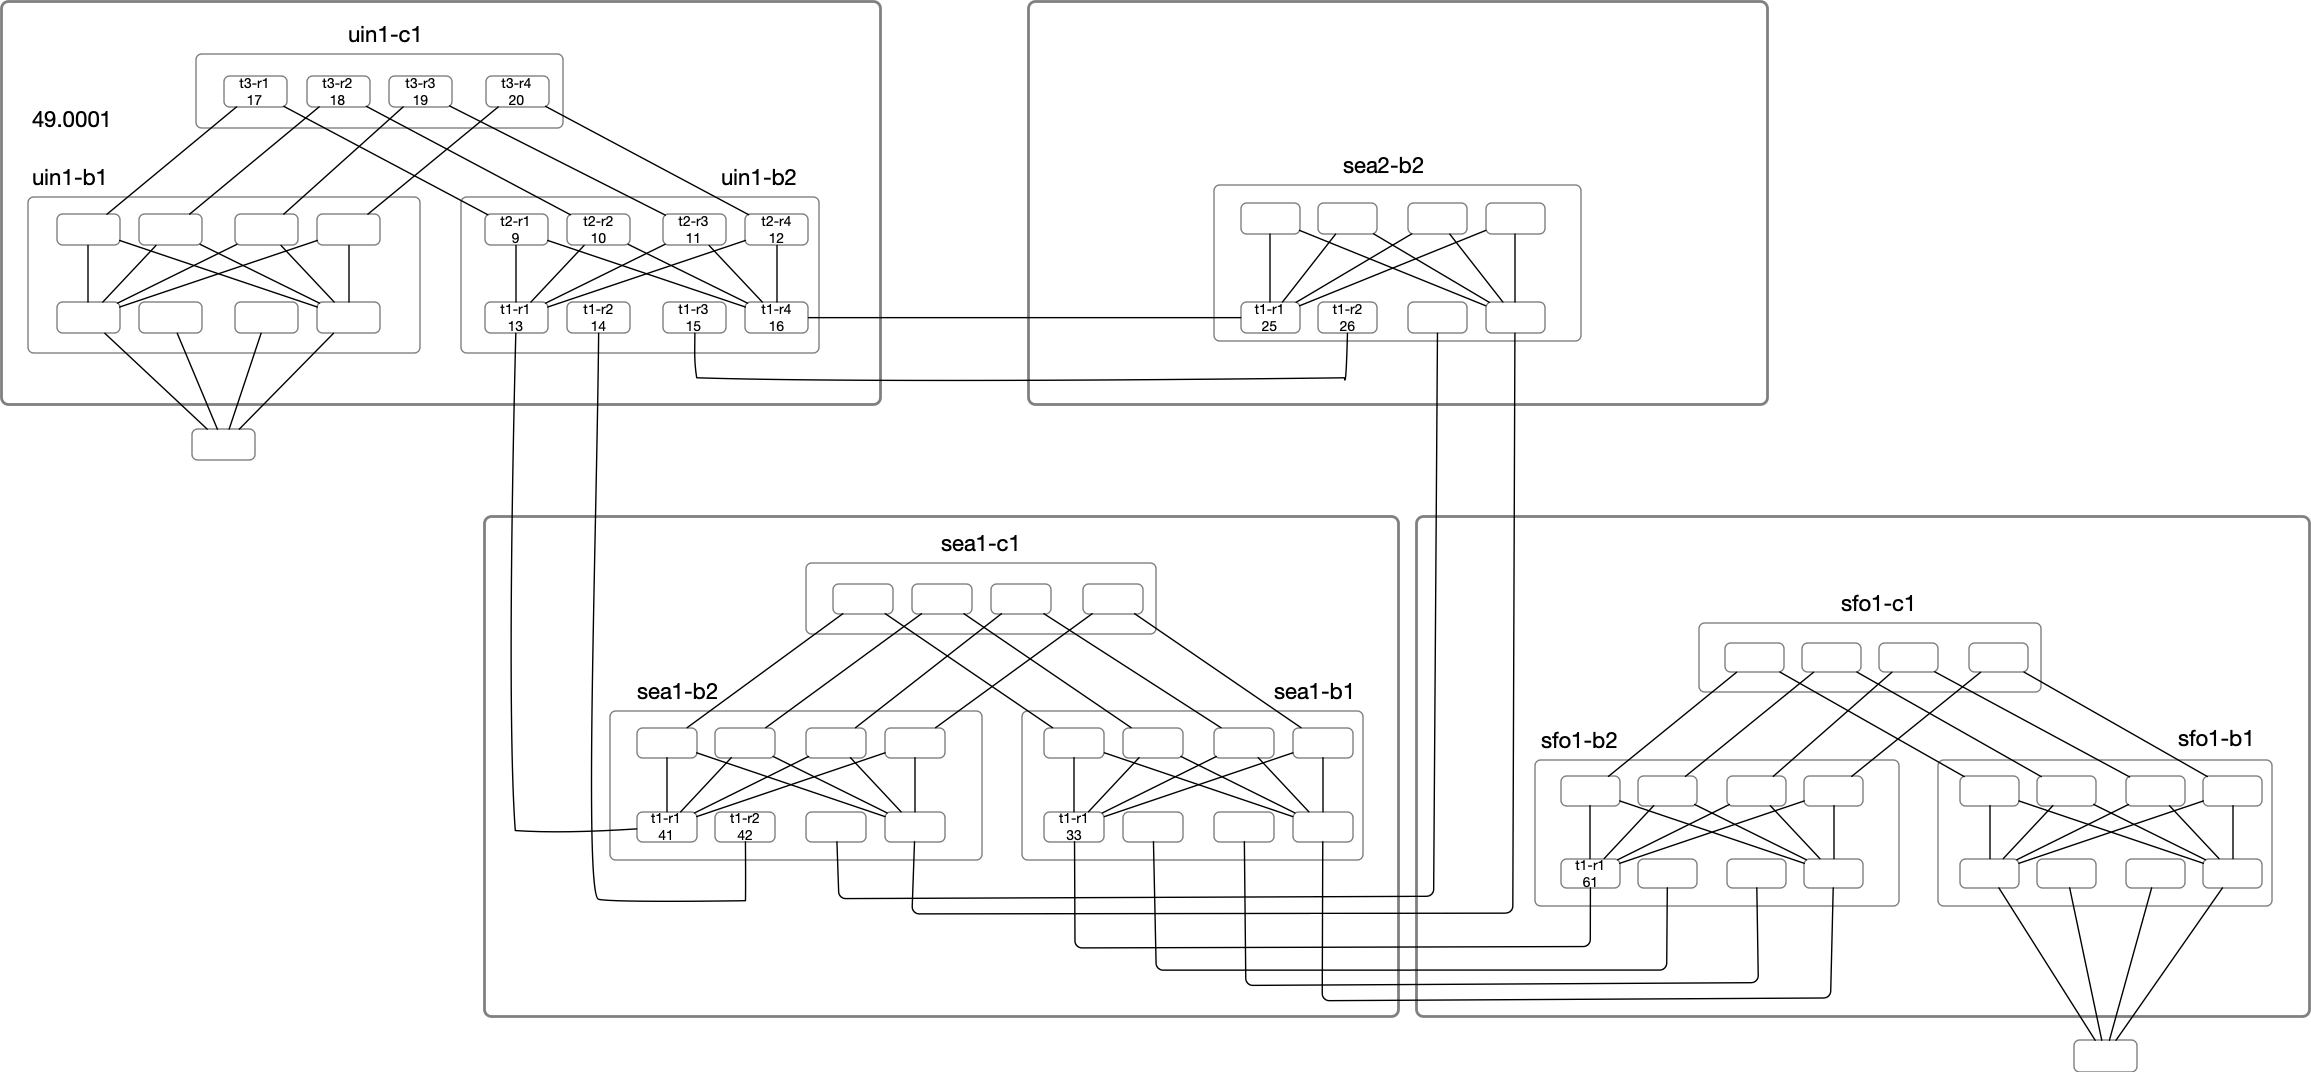 uin1-c1
t3-r1
17
t3-r2
18
t3-r3
19
t3-r4
20
49.0001
uin1-b1
uin1-b2
t2-r1
9
t2-r2
10
t2-r3
11
t2-r4
12
t1-r1
13
t1-r2
14
t1-r3
15
t1-r4
16
sea2-b2
t1-r1
25
t1-r2
26
sea1-c1
sea1-b2
sea1-b1
t1-r1
41
t1-r2
42
t1-r1
33
sfo1-c1
sfo1-b2
sfo1-b1
t1-r1
61